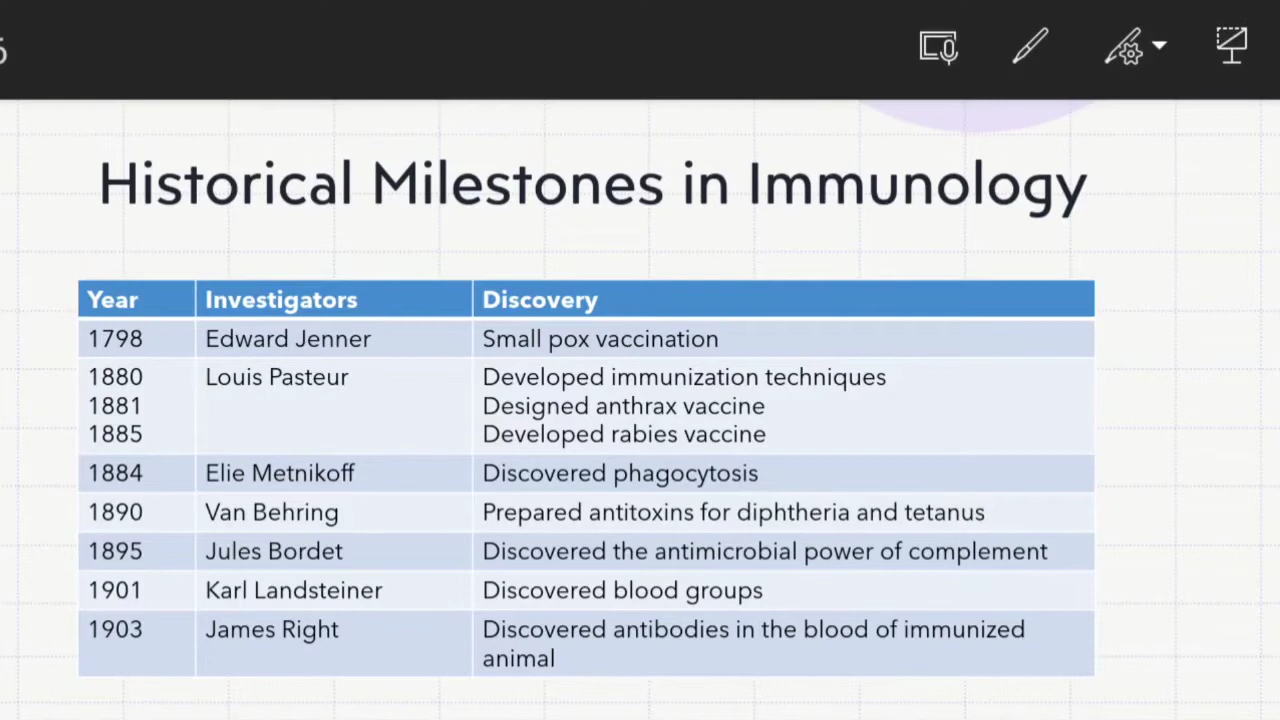 Historical Milestones in Immunology
Year Investigators Discovery
1798 Edward Jenner Small pox vaccination
1880 Louis Pasteur Developed immunization techniques
1881 Designed anthrax vaccine
1885 Developed rabies vaccine
1884 Elie Metnikoff Discovered phagocytosis
1890 Van Behring Prepared antitoxins for diphtheria and tetanus
1895 Jules Bordet Discovered the antimicrobial power of complement
1901 Karl Landsteiner Discovered blood groups
1903 James Right Discovered antibodies in the blood of immunized
animal